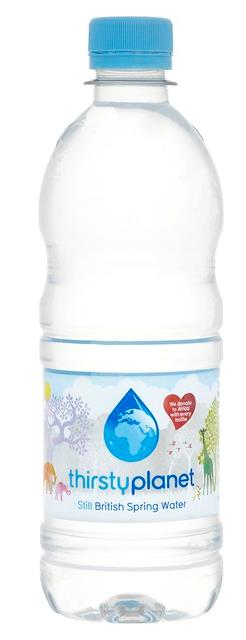 We donate
to Africa
with every
bottle
thirstyplanet
Still British Spring Water